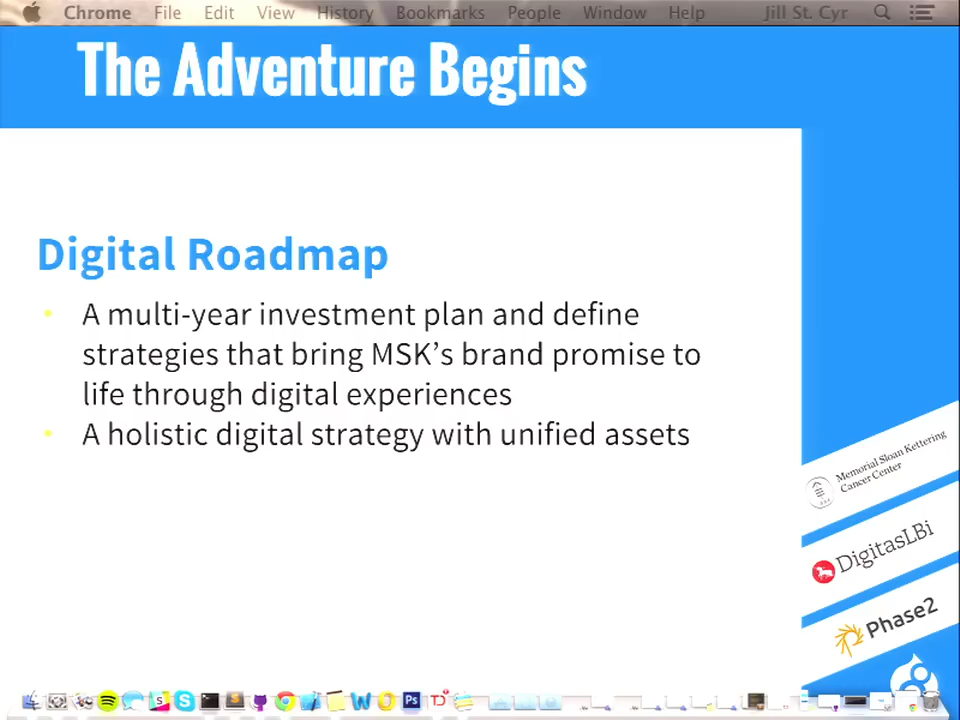 Chrome File Edit View History Bookmarks People Window Help Jill St. Cyr
The Adventure Begins
Digital Roadmap
• A multi-year investment plan and define
strategies that bring MSK’s brand promise to
life through digital experiences
• A holistic digital strategy with unified assets
Memorial Sloan Kettering
Cancer Center
DigitasLBi
Phase2